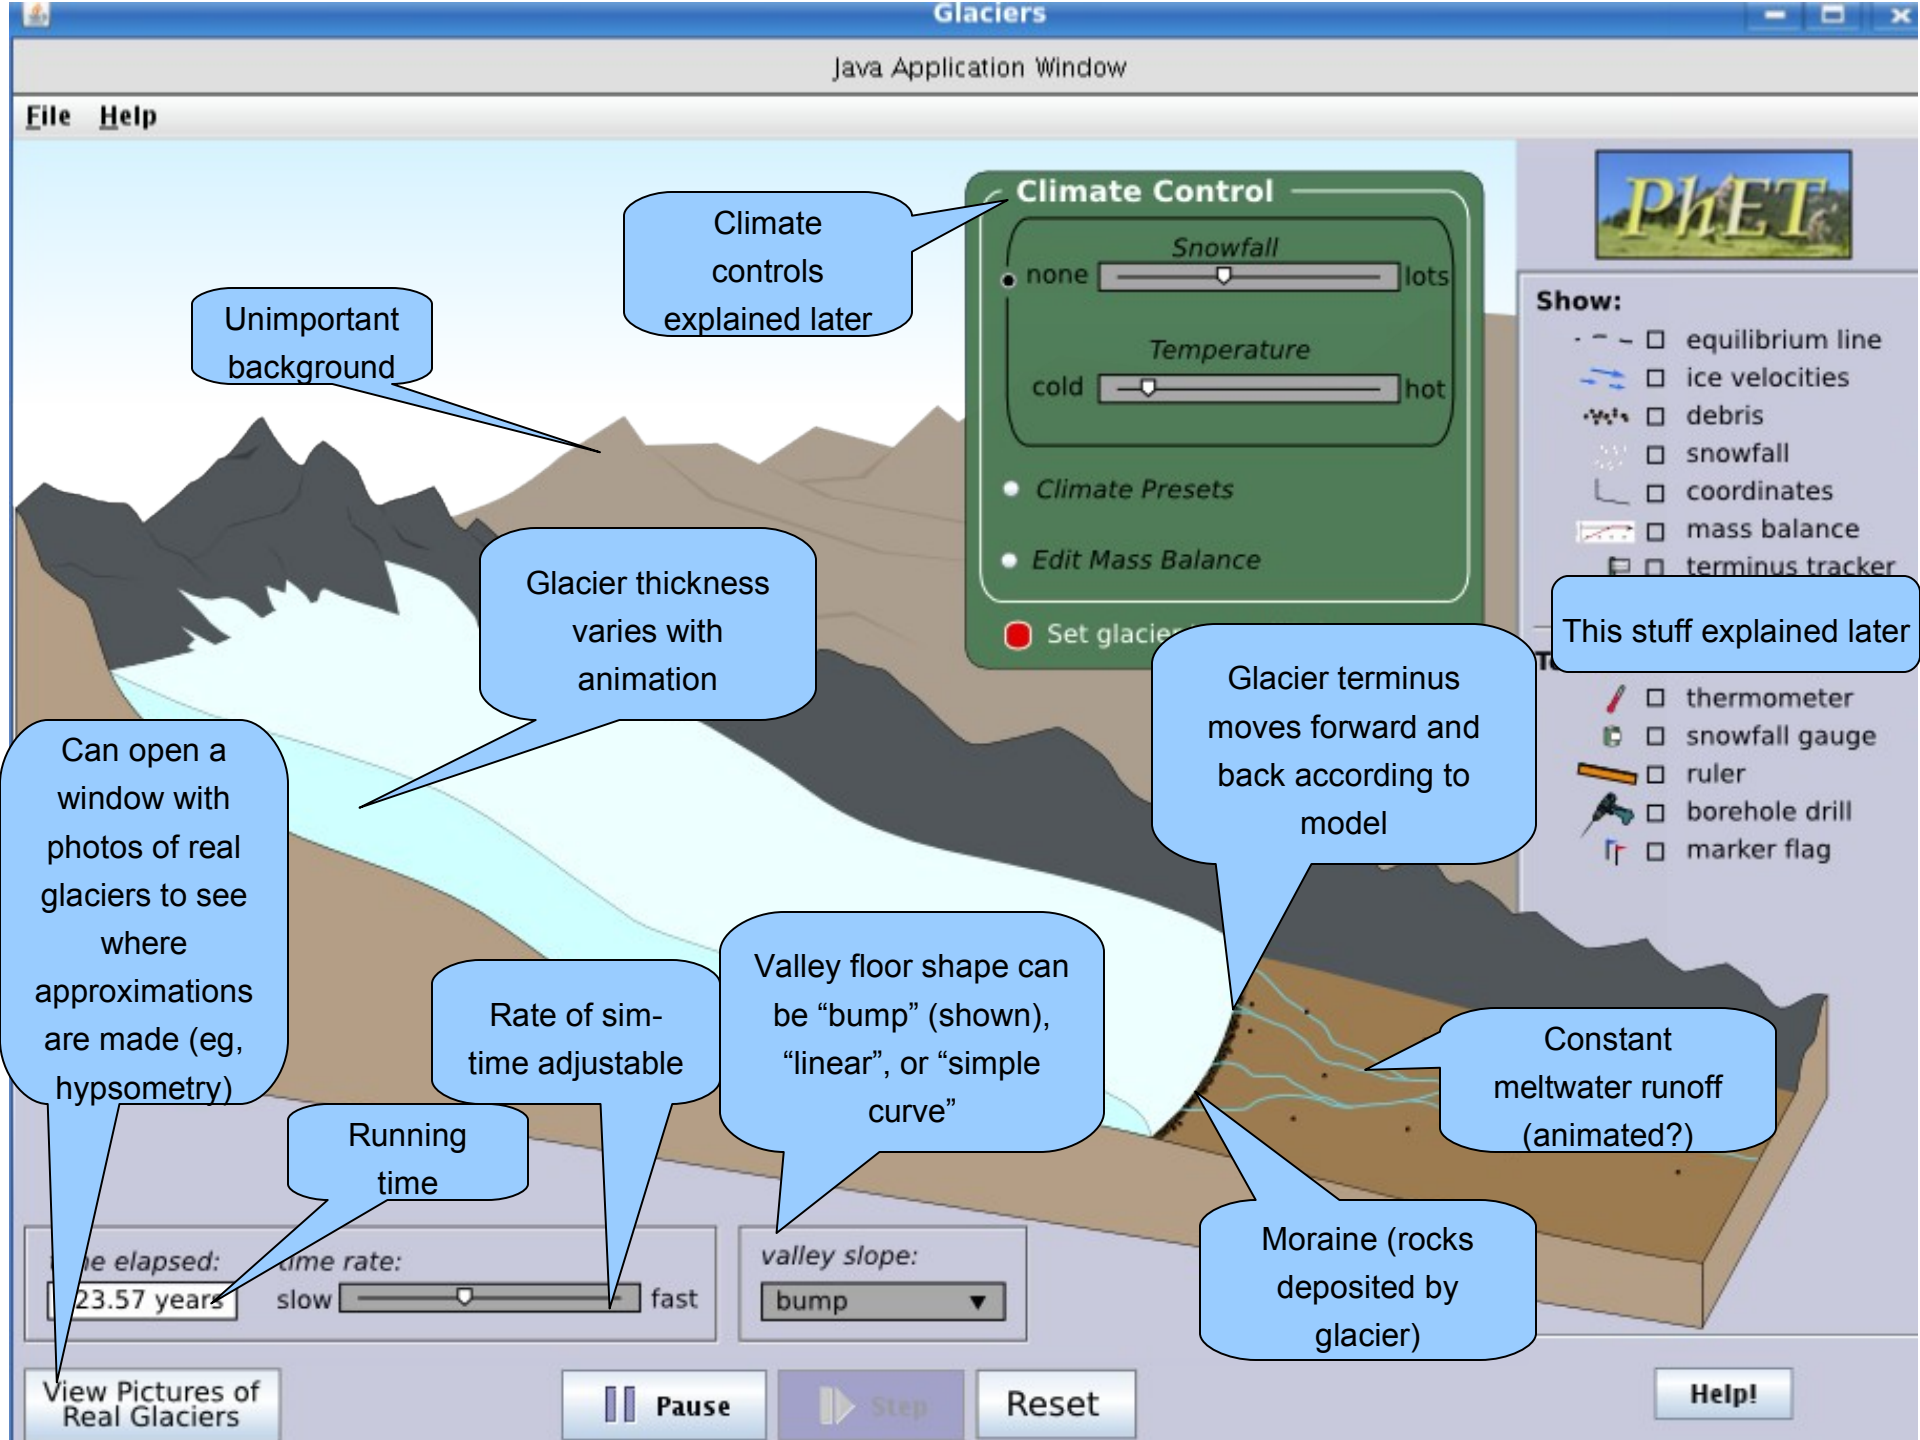 Glaciers
Java Application Window
File Help
Climate Control
Snowfall
none lots
Temperature
cold hot
Climate Presets
Edit Mass Balance
Set glacier
PhET
Show:
equilibrium line
ice velocities
debris
snowfall
coordinates
mass balance
terminus tracker
This stuff explained later
thermometer
snowfall gauge
ruler
borehole drill
marker flag
Climate
controls
explained later
Unimportant
background
Glacier thickness
varies with
animation
Glacier terminus
moves forward and
back according to
model
Can open a
window with
photos of real
glaciers to see
where
approximations
are made (eg,
hypsometry)
Rate of sim-
time adjustable
Valley floor shape can
be “bump” (shown),
“linear”, or “simple
curve”
Constant
meltwater runoff
(animated?)
Running
time
Moraine (rocks
deposited by
glacier)
elapsed:
23.57 years
time rate:
slow fast
valley slope:
bump
View Pictures of
Real Glaciers
Pause
Step
Reset
Help!